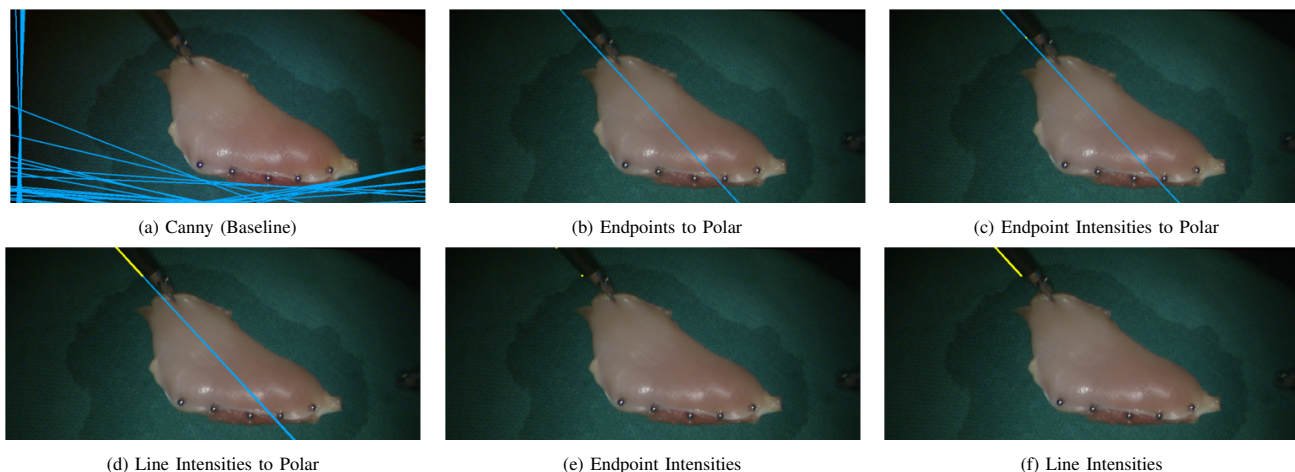 (a) Canny (Baseline)
(b) Endpoints to Polar
(c) Endpoint Intensities to Polar
(d) Line Intensities to Polar
(e) Endpoint Intensities
(f) Line Intensities